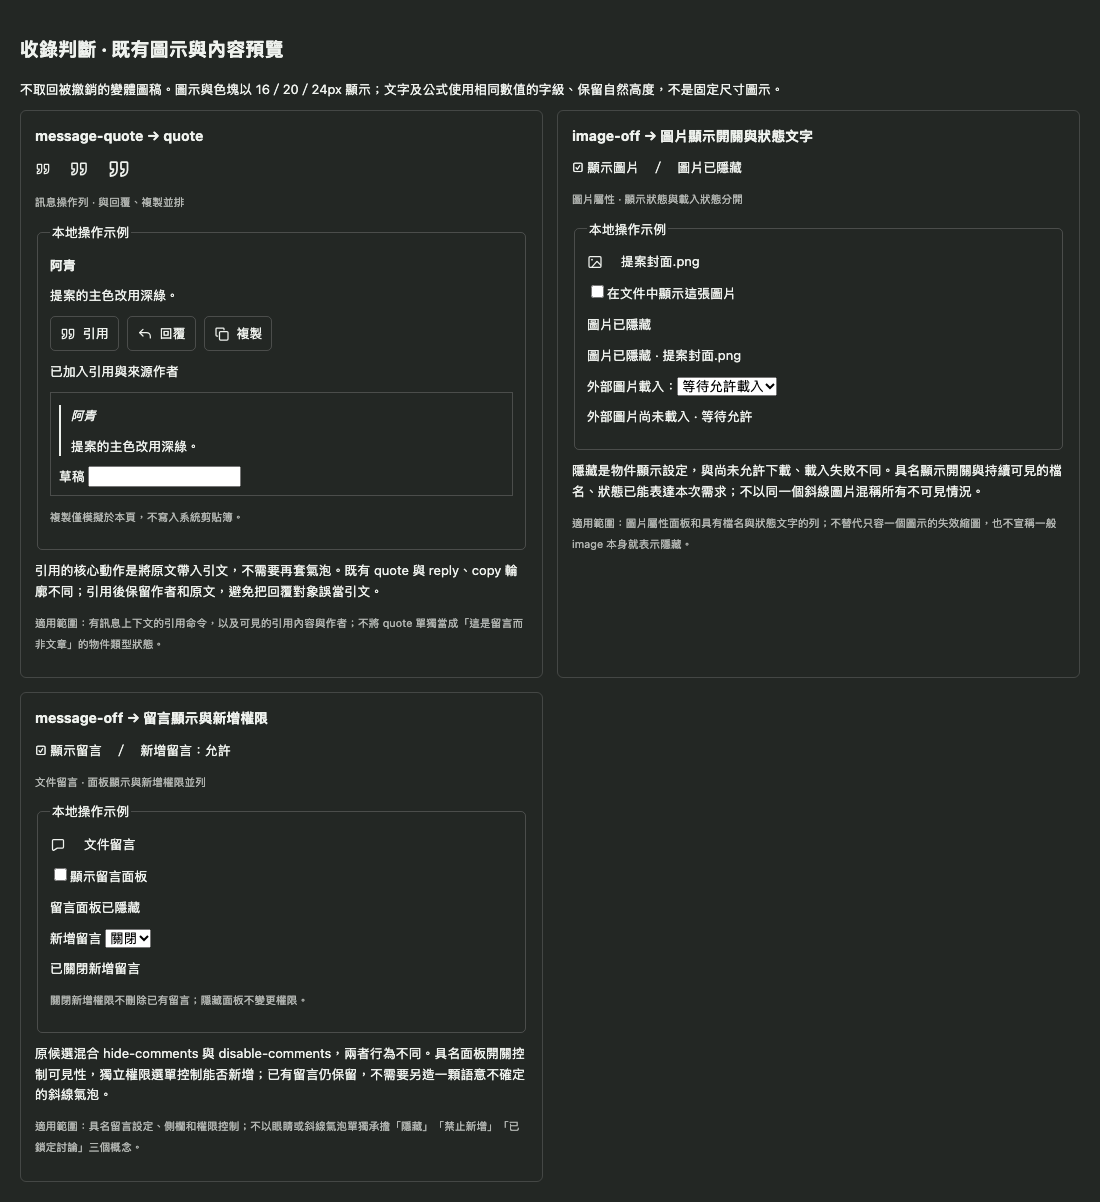 收錄判斷 · 既有圖示與內容預覽
不取回被撤銷的變體圖稿。圖示與色塊以 16 / 20 / 24px 顯示；文字及公式使用相同數值的字級、保留自然高度，不是固定尺寸圖示。
message-quote → quote
訊息操作列 · 與回覆、複製並排
本地操作示例
阿青
提案的主色改用深綠。
引用 回覆 複製
已加入引用與來源作者
阿青
提案的主色改用深綠。
草稿
複製僅模擬於本頁，不寫入系統剪貼簿。
引用的核心動作是將原文帶入引文，不需要再套氣泡。既有 quote 與 reply、copy 輪
廓不同；引用後保留作者和原文，避免把回覆對象誤當引文。
適用範圍：有訊息上下文的引用命令，以及可見的引用內容與作者；不將 quote 單獨當成「這是留言而
非文章」的物件類型狀態。
image-off → 圖片顯示開關與狀態文字
顯示圖片 / 圖片已隱藏
圖片屬性 · 顯示狀態與載入狀態分開
本地操作示例
提案封面.png
在文件中顯示這張圖片
圖片已隱藏
圖片已隱藏 · 提案封面.png
外部圖片載入：等待允許載入
外部圖片尚未載入 · 等待允許
隱藏是物件顯示設定，與尚未允許下載、載入失敗不同。具名顯示開關與持續可見的檔
名、狀態已能表達本次需求；不以同一個斜線圖片混稱所有不可見情況。
適用範圍：圖片屬性面板和具有檔名與狀態文字的列；不替代只容一個圖示的失效縮圖，也不宣稱一般
image 本身就表示隱藏。
message-off → 留言顯示與新增權限
顯示留言 / 新增留言：允許
文件留言 · 面板顯示與新增權限並列
本地操作示例
文件留言
顯示留言面板
留言面板已隱藏
新增留言 關閉
已關閉新增留言
關閉新增權限不刪除已有留言；隱藏面板不變更權限。
原候選混合 hide-comments 與 disable-comments，兩者行為不同。具名面板開關控
制可見性，獨立權限選單控制能否新增；已有留言仍保留，不需要另造一顆語意不確定
的斜線氣泡。
適用範圍：具名留言設定、側欄和權限控制；不以眼睛或斜線氣泡單獨承擔「隱藏」「禁止新增」「已
鎖定討論」三個概念。